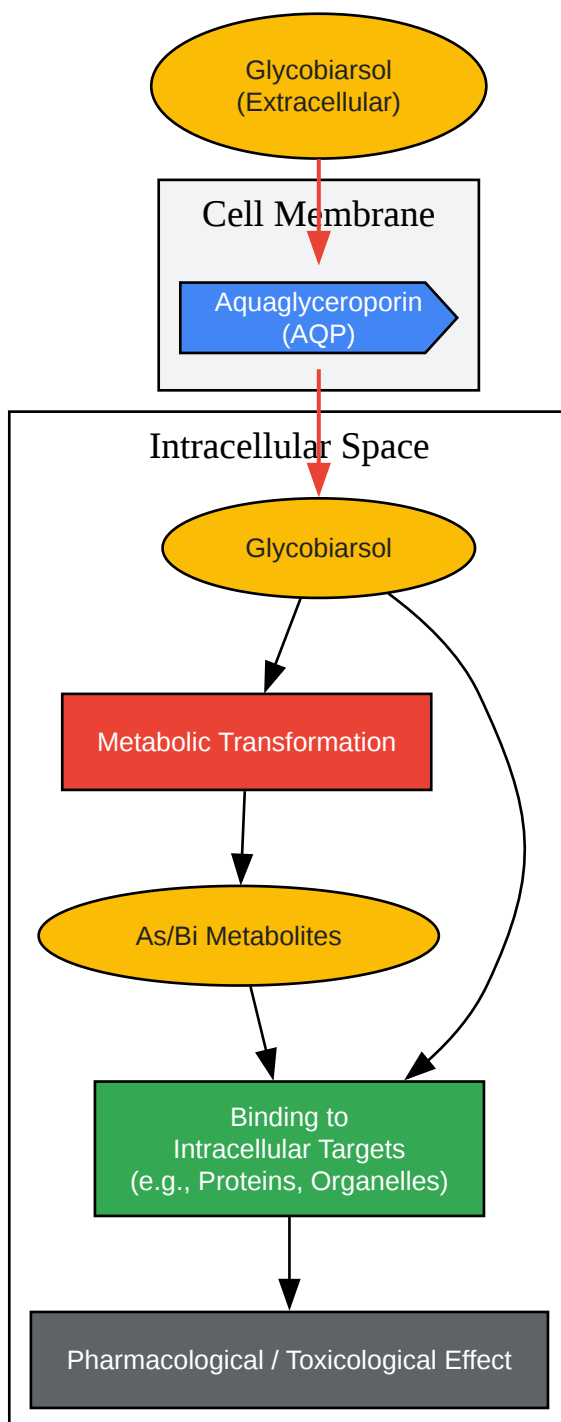 Glycobiarsol
(Extracellular)
Cell Membrane
Aquaglyceroporin
(AQP)
Intracellular Space
Glycobiarsol
Metabolic Transformation
As/Bi Metabolites
Binding to
Intracellular Targets
(e.g., Proteins, Organelles)
Pharmacological / Toxicological Effect